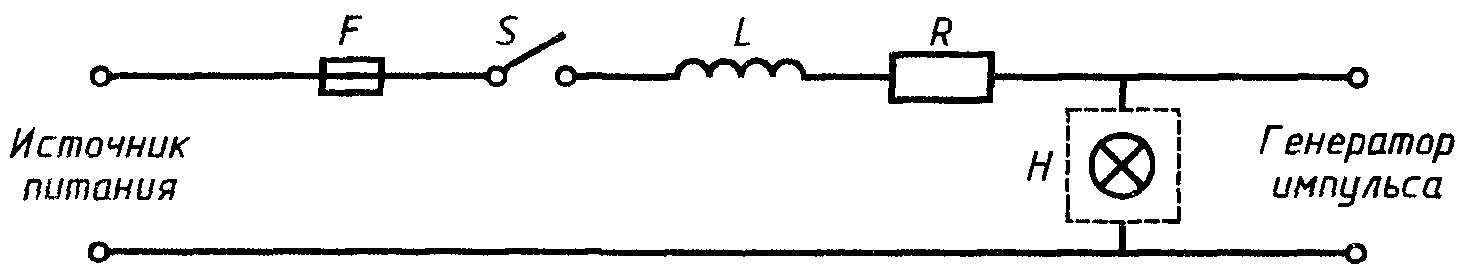 F
S
L
R
Источник
питания
H
Генератор
импульса